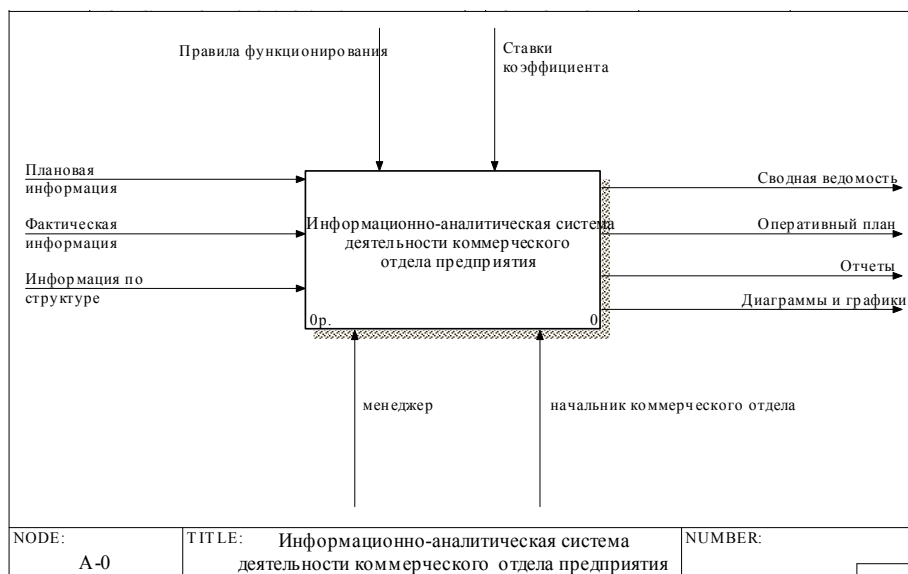 Правила функционирования
Ставки
коэффициента
Плановая
информация
Фактическая
информация
Информация по
структуре
Информационно-аналитическая система
деятельности коммерческого
отдела предприятия
0р.
0
Сводная ведомость
Оперативный план
Отчеты
Диаграммы и графики
менеджер
начальник коммерческого отдела
NODE:
A-0
TITLE:
Информационно-аналитическая система
деятельности коммерческого отдела предприятия
NUMBER: